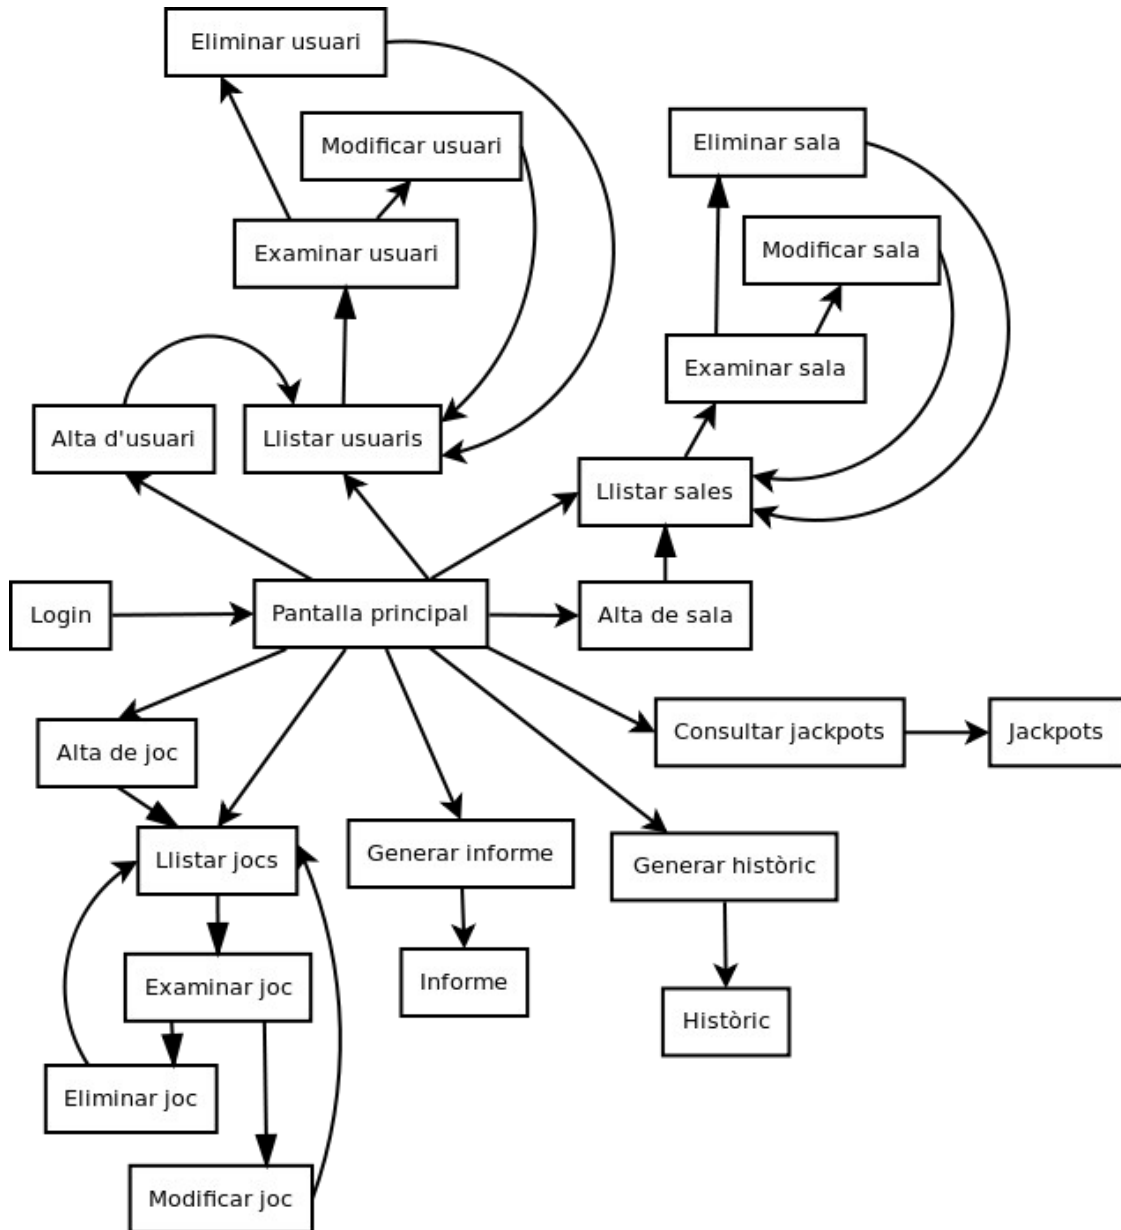 Eliminar usuari
Modificar usuari
Eliminar sala
Examinar usuari
Modificar sala
Examinar sala
Alta d'usuari
Llistar usuaris
Llistar sales
Login
Pantalla principal
Alta de sala
Alta de joc
Consultar jackpots
Jackpots
Llistar jocs
Generar informe
Generar històric
Examinar joc
Informe
Històric
Eliminar joc
Modificar joc